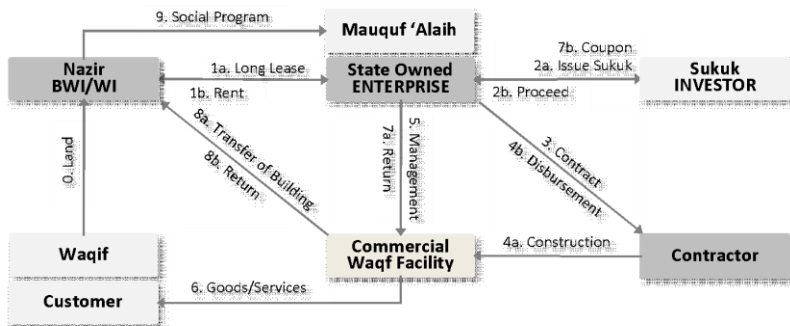 9. Social Program
Mauquf ‘Alaih
7b. Coupon
Nazir
BWI/WI
1a. Long Lease
1b. Rent
State Owned
ENTERPRISE
2a. Issue Sukuk
2b. Proceed
Sukuk
INVESTOR
0. Land
8a. Transfer of Building
8b. Return
7a. Return
5. Management
3. Contract
4b. Disbursement
Waqif
Commercial
Waqf Facility
4a. Construction
Contractor
Customer
6. Goods/Services